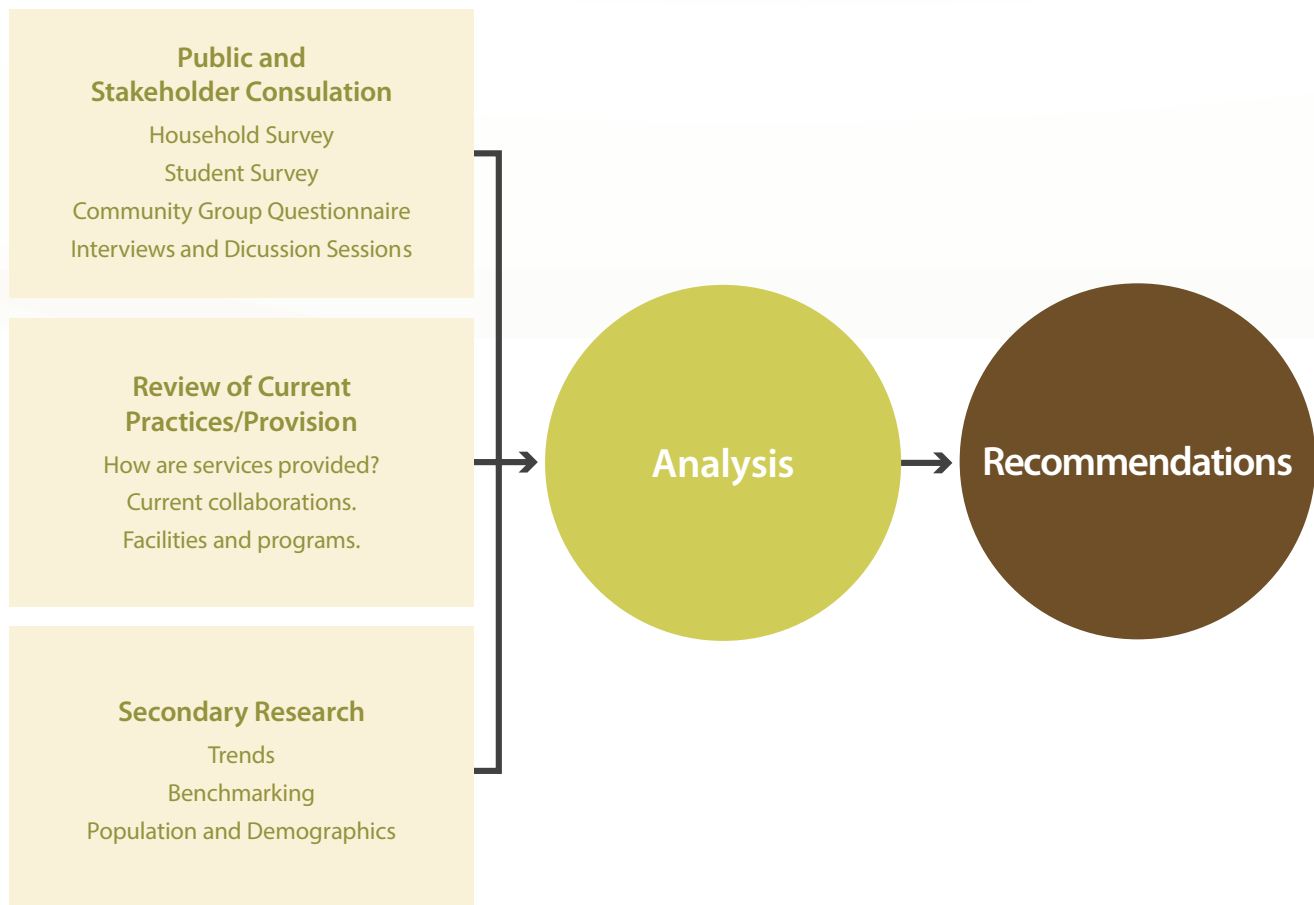 Public and
Stakeholder Consulation
Household Survey
Student Survey
Community Group Questionnaire
Interviews and Dicussion Sessions
Review of Current
Practices/Provision
How are services provided?
Current collaborations.
Facilities and programs.
Secondary Research
Trends
Benchmarking
Population and Demographics
Analysis
Recommendations